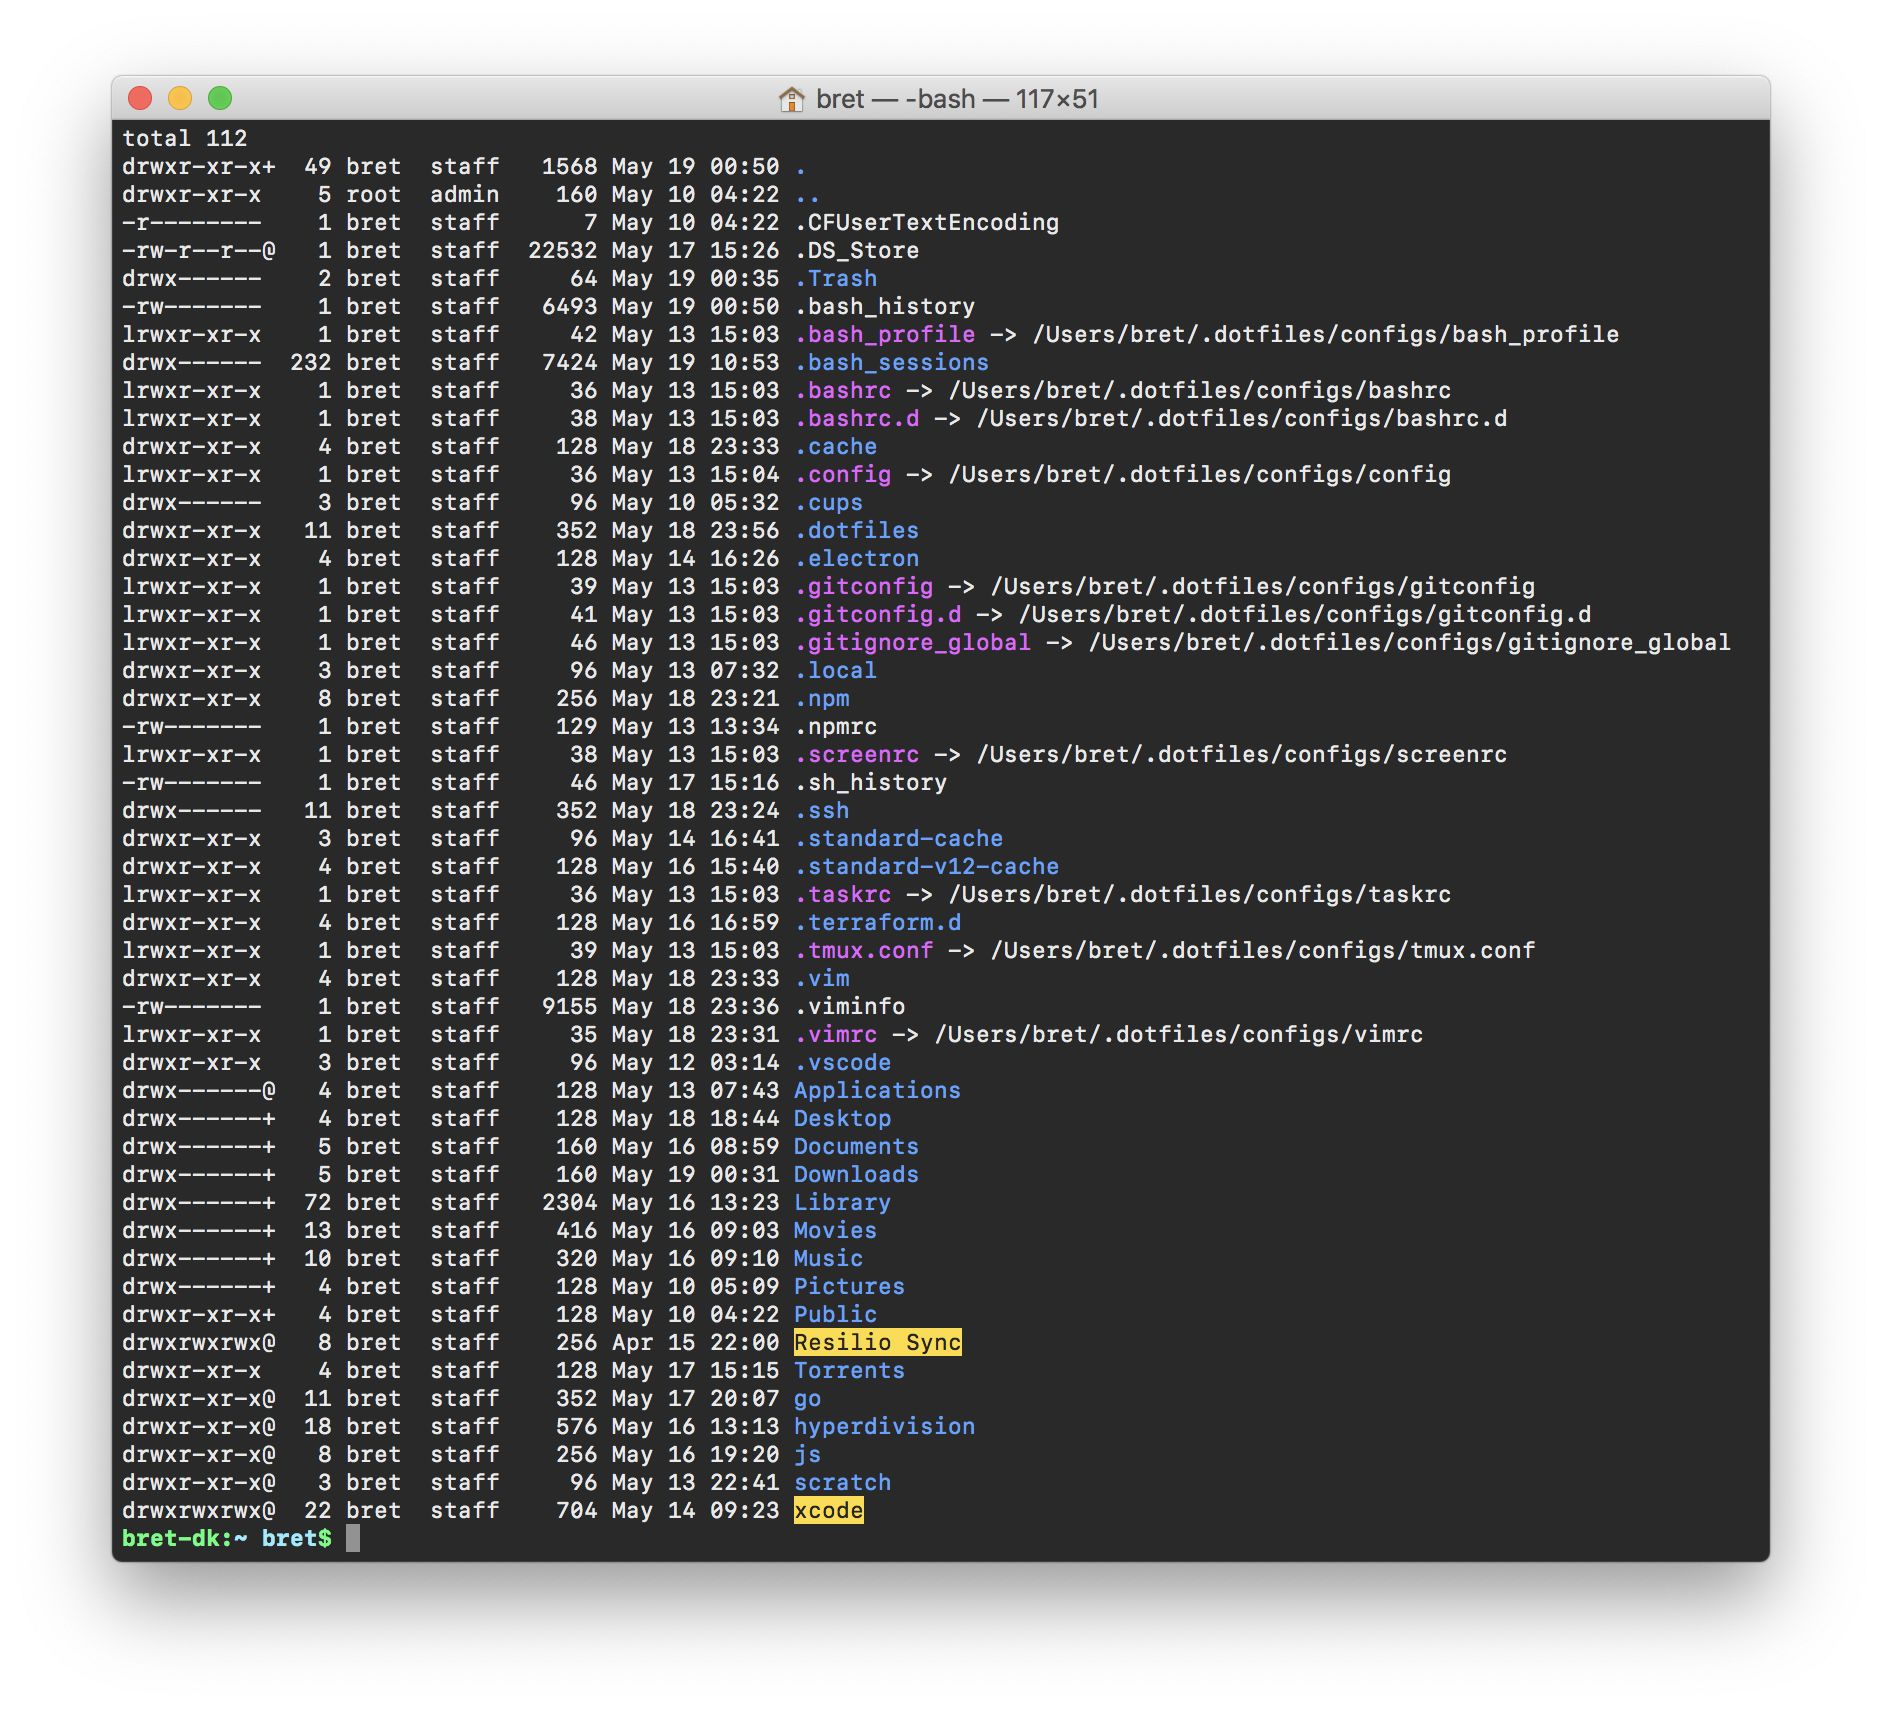 bret — -bash — 117×51
total 112
drwxr-xr-x+  49 bret  staff   1568 May 19 00:50 .
drwxr-xr-x    5 root  admin    160 May 10 04:22 ..
-r--------    1 bret  staff      7 May 10 04:22 .CFUserTextEncoding
-rw-r--r--@   1 bret  staff  22532 May 17 15:26 .DS_Store
drwx------    2 bret  staff     64 May 19 00:35 .Trash
-rw-------    1 bret  staff   6493 May 19 00:50 .bash_history
lrwxr-xr-x    1 bret  staff     42 May 13 15:03 .bash_profile -> /Users/bret/.dotfiles/configs/bash_profile
drwx------  232 bret  staff   7424 May 19 10:53 .bash_sessions
lrwxr-xr-x    1 bret  staff     36 May 13 15:03 .bashrc -> /Users/bret/.dotfiles/configs/bashrc
lrwxr-xr-x    1 bret  staff     38 May 13 15:03 .bashrc.d -> /Users/bret/.dotfiles/configs/bashrc.d
drwxr-xr-x    4 bret  staff    128 May 18 23:33 .cache
lrwxr-xr-x    1 bret  staff     36 May 13 15:04 .config -> /Users/bret/.dotfiles/configs/config
drwx------    3 bret  staff     96 May 10 05:32 .cups
drwxr-xr-x   11 bret  staff    352 May 18 23:56 .dotfiles
drwxr-xr-x    4 bret  staff    128 May 14 16:26 .electron
lrwxr-xr-x    1 bret  staff     39 May 13 15:03 .gitconfig -> /Users/bret/.dotfiles/configs/gitconfig
lrwxr-xr-x    1 bret  staff     41 May 13 15:03 .gitconfig.d -> /Users/bret/.dotfiles/configs/gitconfig.d
lrwxr-xr-x    1 bret  staff     46 May 13 15:03 .gitignore_global -> /Users/bret/.dotfiles/configs/gitignore_global
drwxr-xr-x    3 bret  staff     96 May 13 07:32 .local
drwxr-xr-x    8 bret  staff    256 May 18 23:21 .npm
-rw-------    1 bret  staff    129 May 13 13:34 .npmrc
lrwxr-xr-x    1 bret  staff     38 May 13 15:03 .screenrc -> /Users/bret/.dotfiles/configs/screenrc
-rw-------    1 bret  staff     46 May 17 15:16 .sh_history
drwx------   11 bret  staff    352 May 18 23:24 .ssh
drwxr-xr-x    3 bret  staff     96 May 14 16:41 .standard-cache
drwxr-xr-x    4 bret  staff    128 May 16 15:40 .standard-v12-cache
lrwxr-xr-x    1 bret  staff     36 May 13 15:03 .taskrc -> /Users/bret/.dotfiles/configs/taskrc
drwxr-xr-x    4 bret  staff    128 May 16 16:59 .terraform.d
lrwxr-xr-x    1 bret  staff     39 May 13 15:03 .tmux.conf -> /Users/bret/.dotfiles/configs/tmux.conf
drwxr-xr-x    4 bret  staff    128 May 18 23:33 .vim
-rw-------    1 bret  staff   9155 May 18 23:36 .viminfo
lrwxr-xr-x    1 bret  staff     35 May 18 23:31 .vimrc -> /Users/bret/.dotfiles/configs/vimrc
drwxr-xr-x    3 bret  staff     96 May 12 03:14 .vscode
drwx------@   4 bret  staff    128 May 13 07:43 Applications
drwx------+   4 bret  staff    128 May 18 18:44 Desktop
drwx------+   5 bret  staff    160 May 16 08:59 Documents
drwx------+   5 bret  staff    160 May 19 00:31 Downloads
drwx------+  72 bret  staff   2304 May 16 13:23 Library
drwx------+  13 bret  staff    416 May 16 09:03 Movies
drwx------+  10 bret  staff    320 May 16 09:10 Music
drwx------+   4 bret  staff    128 May 10 05:09 Pictures
drwxr-xr-x+   4 bret  staff    128 May 10 04:22 Public
drwxrwxrwx@   8 bret  staff    256 Apr 15 22:00 Resilio Sync
drwxr-xr-x    4 bret  staff    128 May 17 15:15 Torrents
drwxr-xr-x@  11 bret  staff    352 May 17 20:07 go
drwxr-xr-x@  18 bret  staff    576 May 16 13:13 hyperdivision
drwxr-xr-x@   8 bret  staff    256 May 16 19:20 js
drwxr-xr-x@   3 bret  staff     96 May 13 22:41 scratch
drwxrwxrwx@  22 bret  staff    704 May 14 09:23 xcode
bret-dk:~ bret$